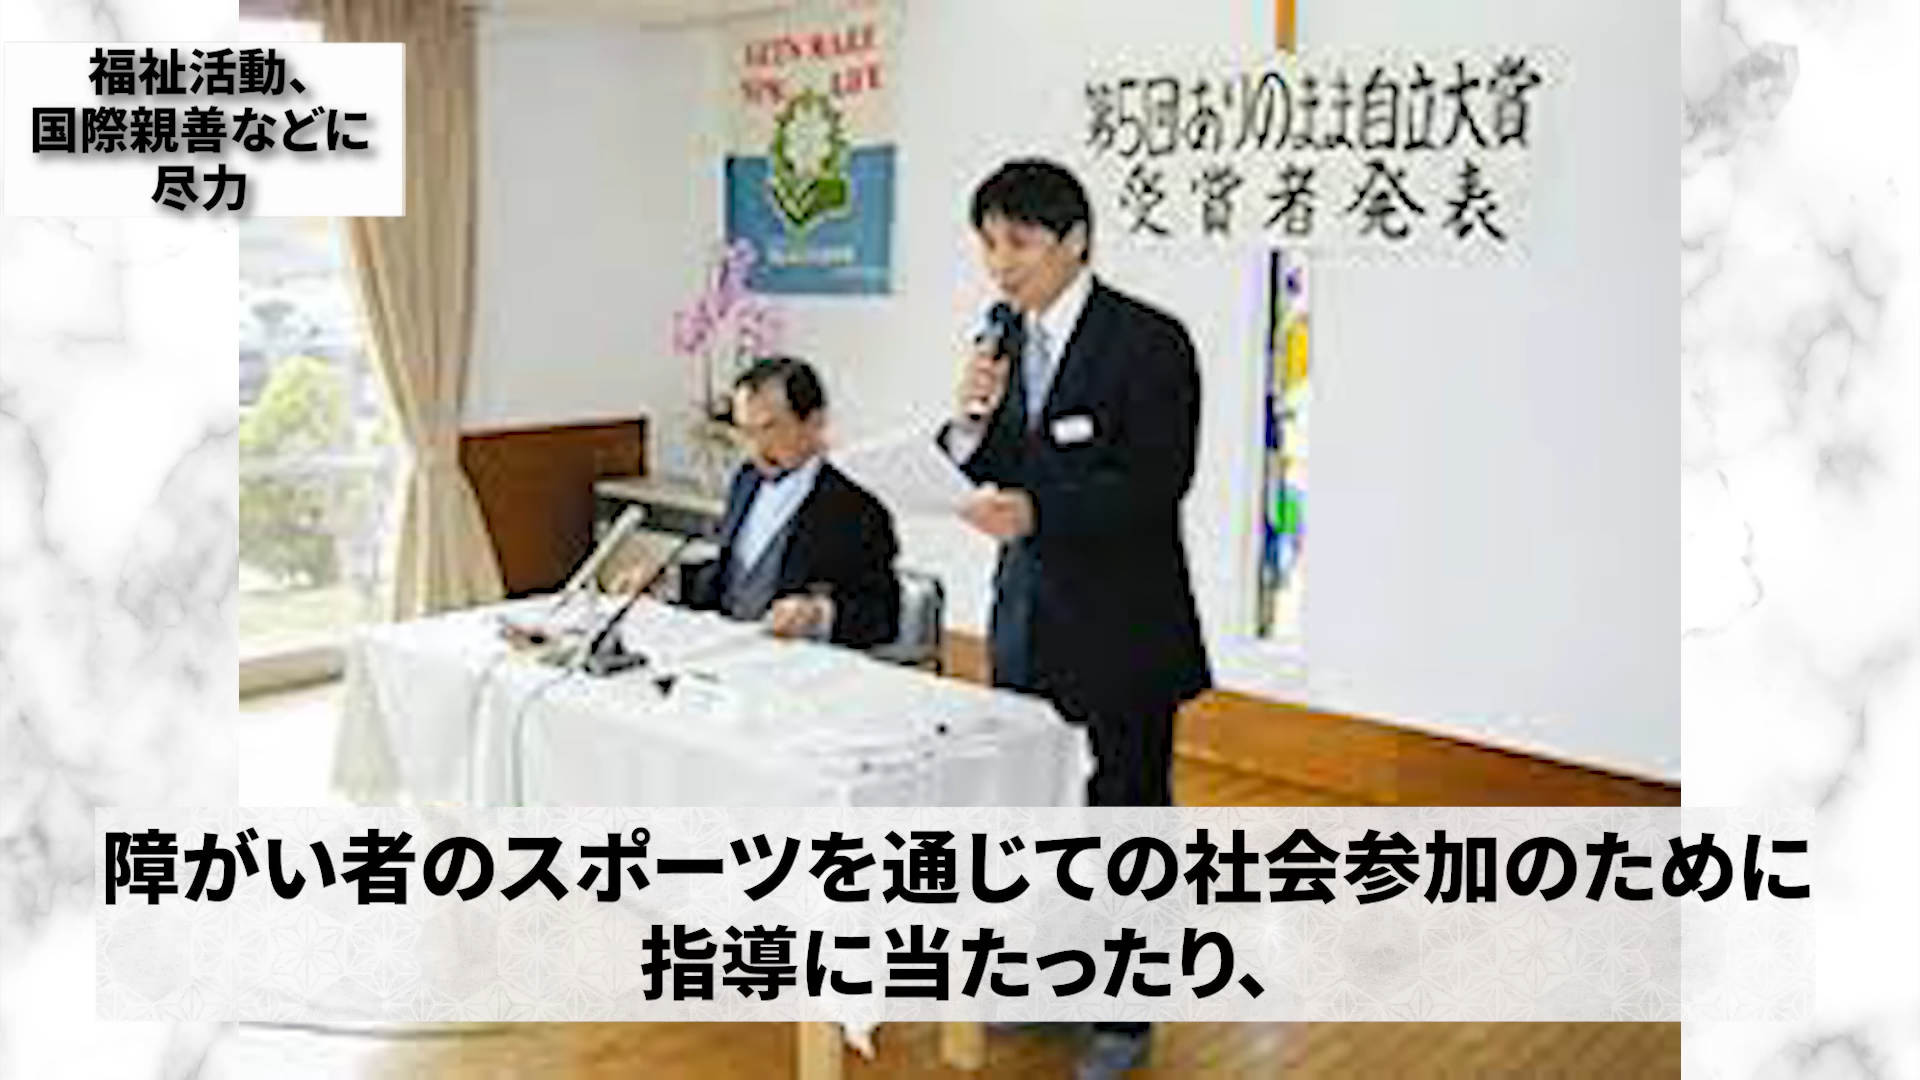 福祉活動、
国際親善などに
尽力
第5回ありのまま自立大賞
受賞者発表
障がい者のスポーツを通じての社会参加のために
指導に当たったり、